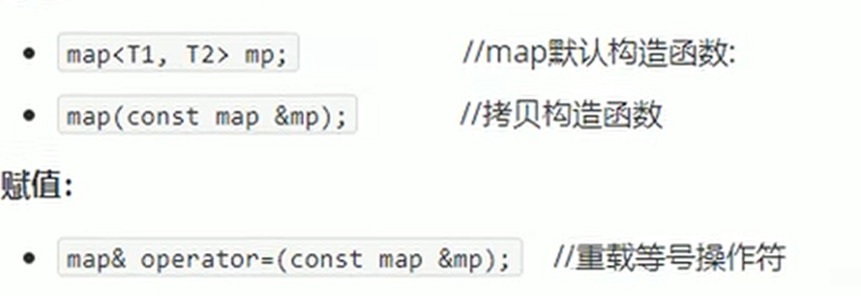 map<T1, T2> mp; //map默认构造函数:
map(const map &mp); //拷贝构造函数
赋值：
map& operator=(const map &mp); //重载等号操作符